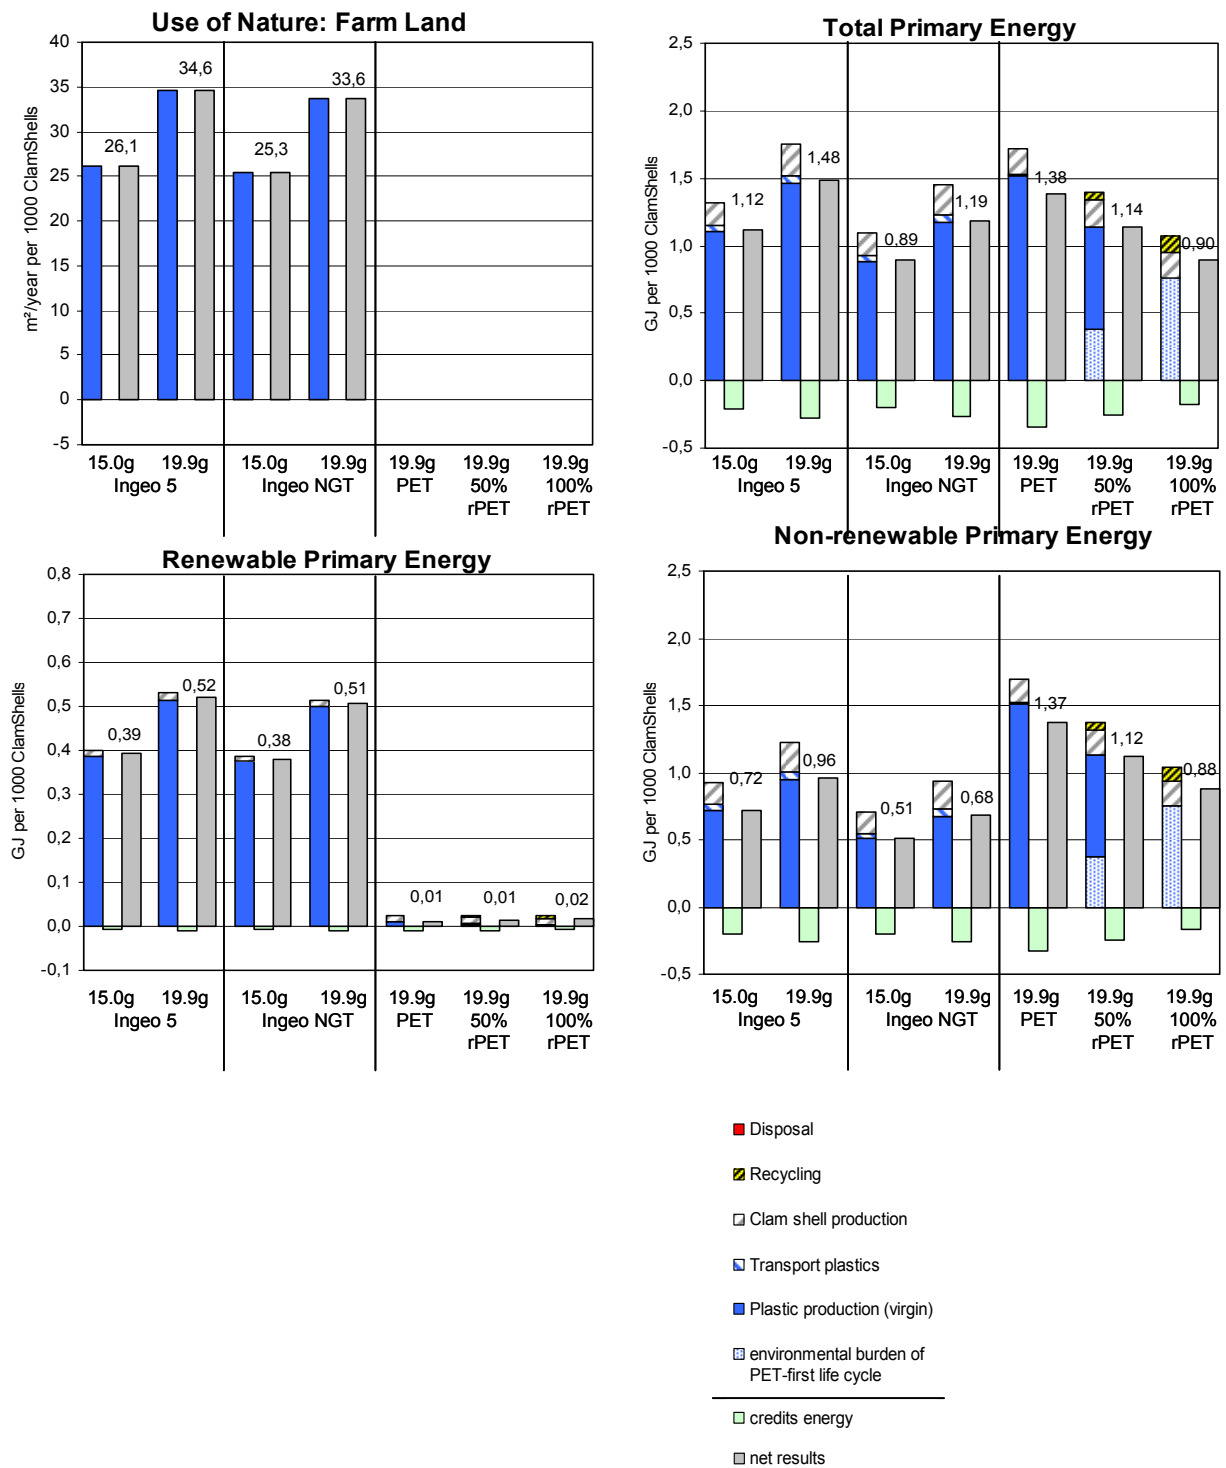 Use of Nature: Farm Land
m²/year per 1000 ClamShells
40
35
30
25
20
15
10
5
0
-5
26,1
34,6
25,3
33,6
15.0g 19.9g 15.0g 19.9g 19.9g 19.9g 19.9g
Ingeo 5 Ingeo NGT PET 50% 100%
rPET rPET
Total Primary Energy
GJ per 1000 ClamShells
2,5
2,0
1,5
1,0
0,5
0,0
-0,5
1,12
1,48
0,89
1,19
1,38
1,14
0,90
15.0g 19.9g 15.0g 19.9g 19.9g 19.9g 19.9g
Ingeo 5 Ingeo NGT PET 50% 100%
rPET rPET
Renewable Primary Energy
GJ per 1000 ClamShells
0,8
0,7
0,6
0,5
0,4
0,3
0,2
0,1
0,0
-0,1
0,39
0,52
0,38
0,51
0,01
0,01
0,02
15.0g 19.9g 15.0g 19.9g 19.9g 19.9g 19.9g
Ingeo 5 Ingeo NGT PET 50% 100%
rPET rPET
Non-renewable Primary Energy
GJ per 1000 ClamShells
2,5
2,0
1,5
1,0
0,5
0,0
-0,5
0,72
0,96
0,51
0,68
1,37
1,12
0,88
15.0g 19.9g 15.0g 19.9g 19.9g 19.9g 19.9g
Ingeo 5 Ingeo NGT PET 50% 100%
rPET rPET
Disposal
Recycling
Clam shell production
Transport plastics
Plastic production (virgin)
environmental burden of
PET-first life cycle
credits energy
net results